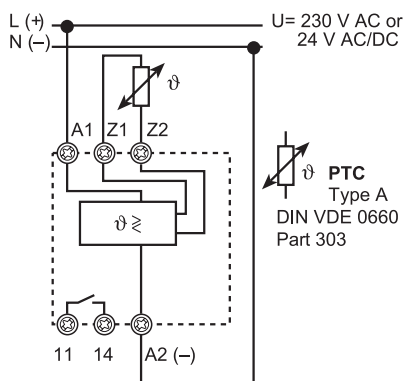 L (+)
U= 230 V AC or
N (–)
24 V AC/DC
ϑ
A1 Z1 Z2
ϑ PTC
Type A
DIN VDE 0660
Part 303
ϑ ≷
11 14 A2 (–)